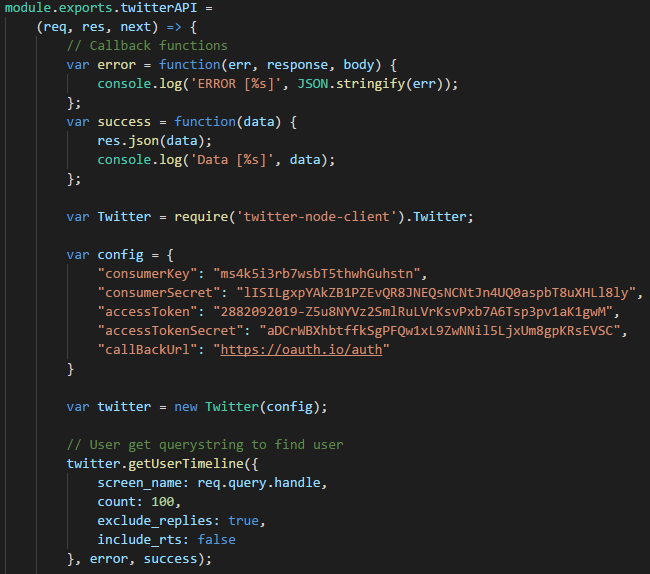 module.exports.twitterAPI =
(req, res, next) => {
// Callback functions
var error = function(err, response, body) {
console.log('ERROR [%s]', JSON.stringify(err));
};
var success = function(data) {
res.json(data);
console.log('Data [%s]', data);
};
var Twitter = require('twitter-node-client').Twitter;
var config = {
"consumerKey": "ms4k5i3rb7wsbT5thwhGuhstn",
"consumerSecret": "lISILgxpYAkZB1PZEvQR8JNEQsNCNtJn4UQ0aspbT8uXHLl8ly",
"accessToken": "2882092019-Z5u8NYVz2SmlRuLVrKsvPxb7A6Tsp3pv1aK1gwM",
"accessTokenSecret": "aDCrWBXhbtffkSgPFQw1xL9ZwNNil5LjxUm8gpKRsEVSC",
"callBackUrl": "https://oauth.io/auth"
}
var twitter = new Twitter(config);
// User get querystring to find user
twitter.getUserTimeline({
screen_name: req.query.handle,
count: 100,
exclude_replies: true,
include_rts: false
}, error, success);